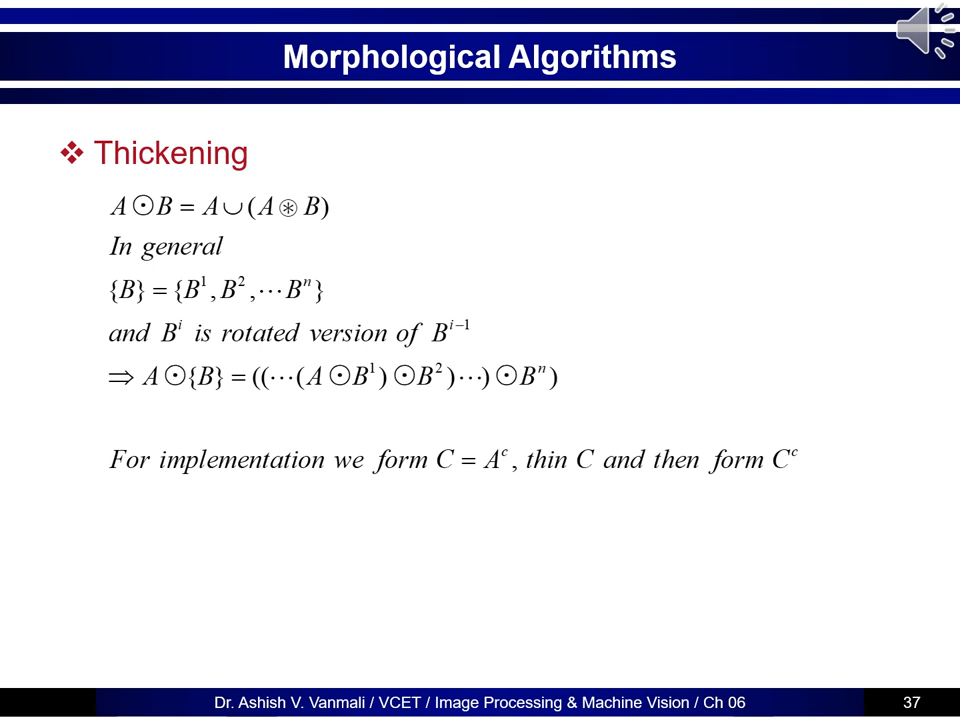 Morphological Algorithms
❖ Thickening
A ⊙ B = A ∪ (A ⊛ B)
In general
{B} = {B¹, B², ⋯ Bⁿ}
and Bⁱ is rotated version of Bⁱ⁻¹
⇒ A ⊙ {B} = ((⋯(A ⊙ B¹) ⊙ B²)⋯) ⊙ Bⁿ)
For implementation we form C = Aᶜ, thin C and then form Cᶜ
Dr. Ashish V. Vanmali / VCET / Image Processing & Machine Vision / Ch 06
37